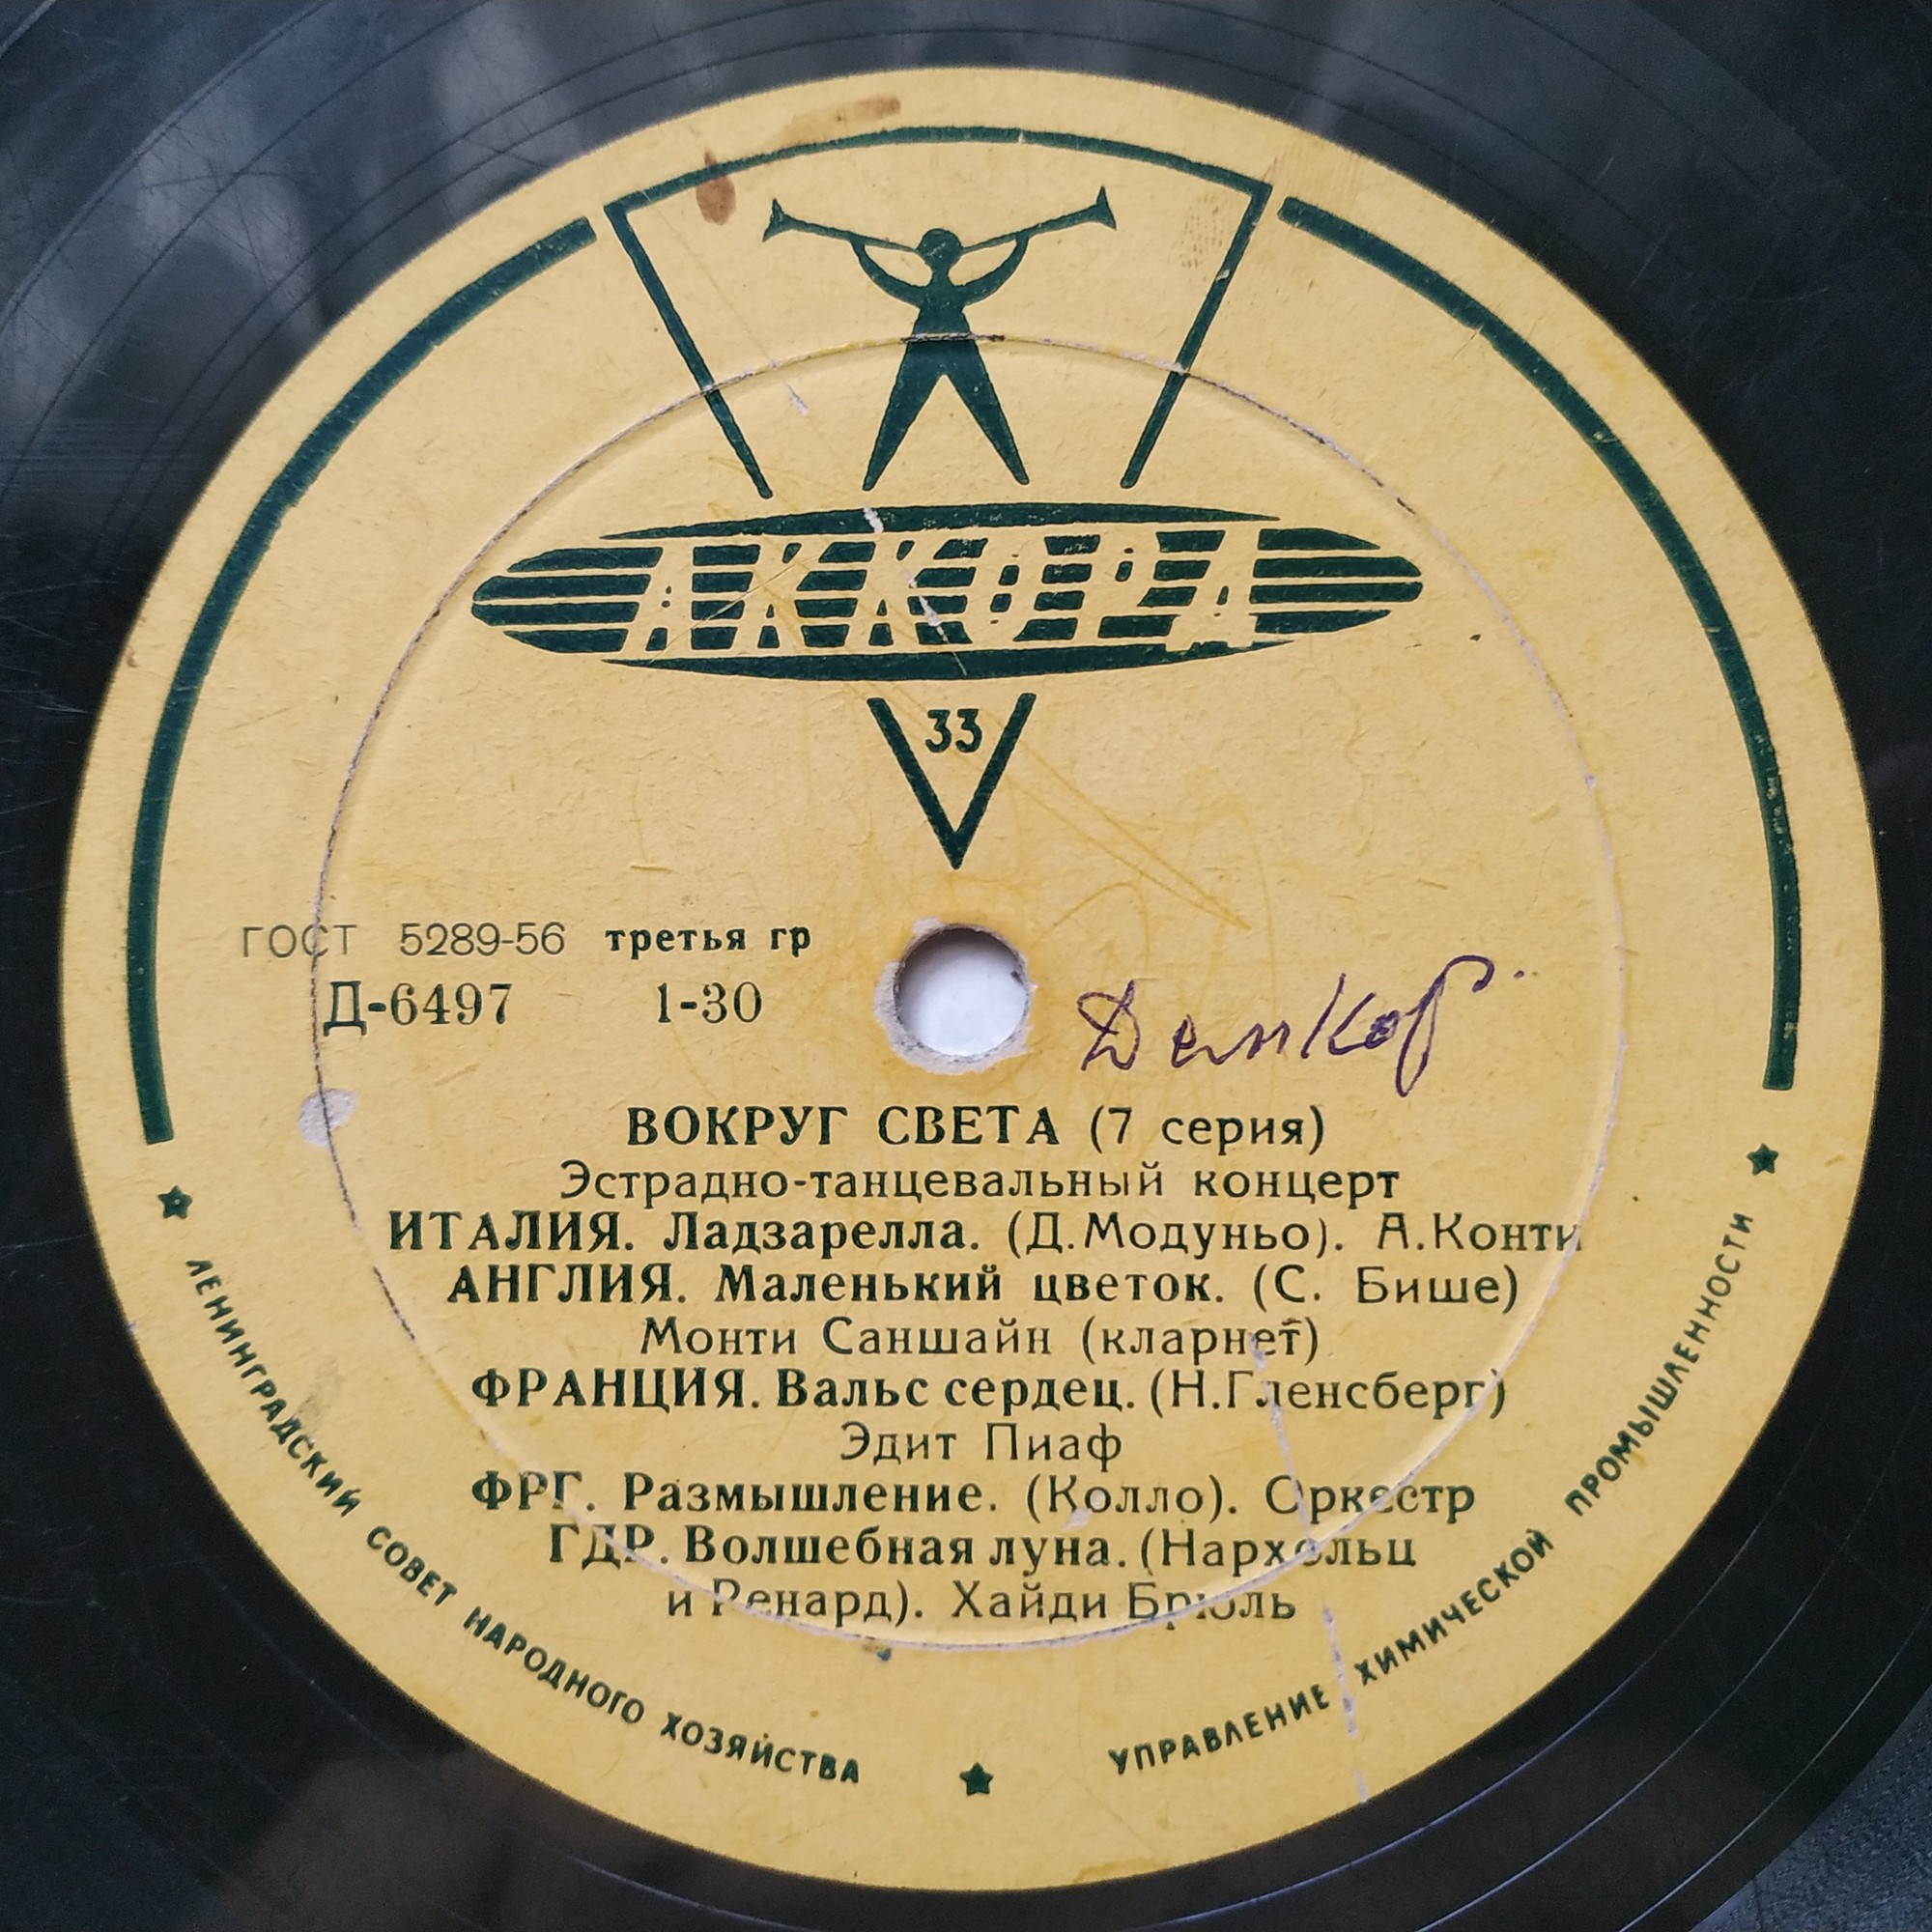 АККОРД
33
ГОСТ 5289-56 третья гр
Д-6497 1-30
ВОКРУГ СВЕТА (7 серия)
Эстрадно-танцевальный концерт
ИТАЛИЯ. Ладзарелла. (Д.Модуньо). А.Конти
АНГЛИЯ. Маленький цветок. (С. Бише)
Монти Саншайн (кларнет)
ФРАНЦИЯ. Вальс сердец. (Н.Гленсберг)
Эдит Пиаф
ФРГ. Размышление. (Колло). Оркестр
ГДР. Волшебная луна. (Нархольц
и Ренард). Хайди Брюль
ЛЕНИНГРАДСКИЙ СОВЕТ НАРОДНОГО ХОЗЯЙСТВА
УПРАВЛЕНИЕ ХИМИЧЕСКОЙ ПРОМЫШЛЕННОСТИ